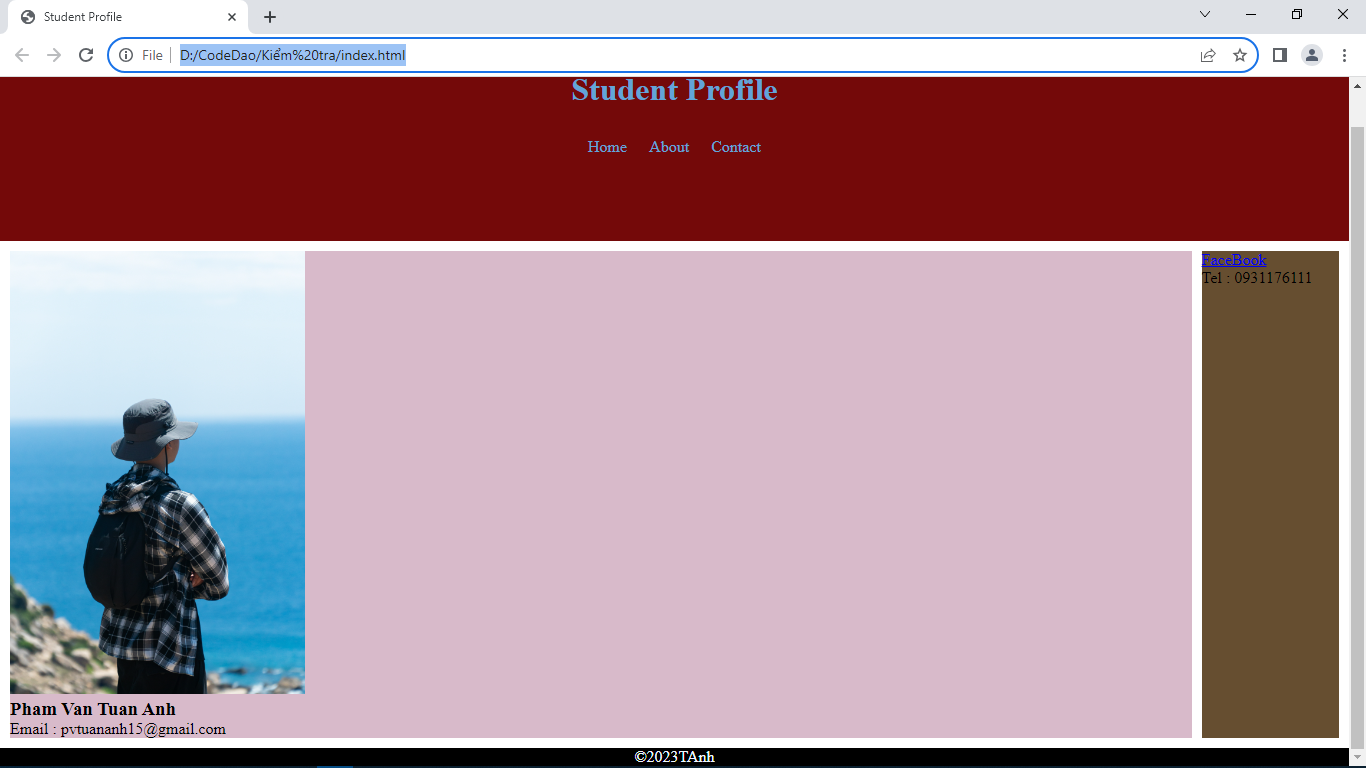 Student Profile
File
D:/CodeDao/Kiểm%20tra/index.html
Student Profile
Home About Contact
FaceBook
Tel : 0931176111
Pham Van Tuan Anh
Email : pvtuananh15@gmail.com
©2023TAnh